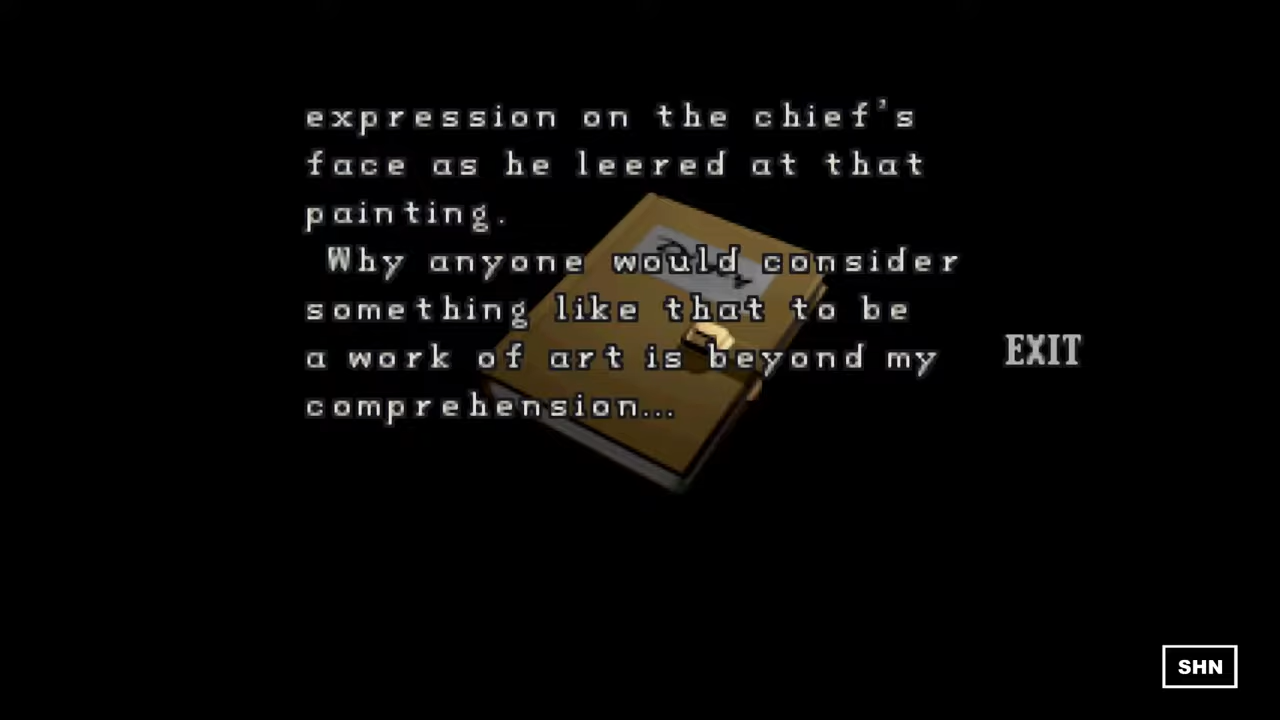 expression on the chief's
face as he leered at that
painting.
Why anyone would consider
something like that to be
a work of art is beyond my
comprehension...
Diary
EXIT
SHN